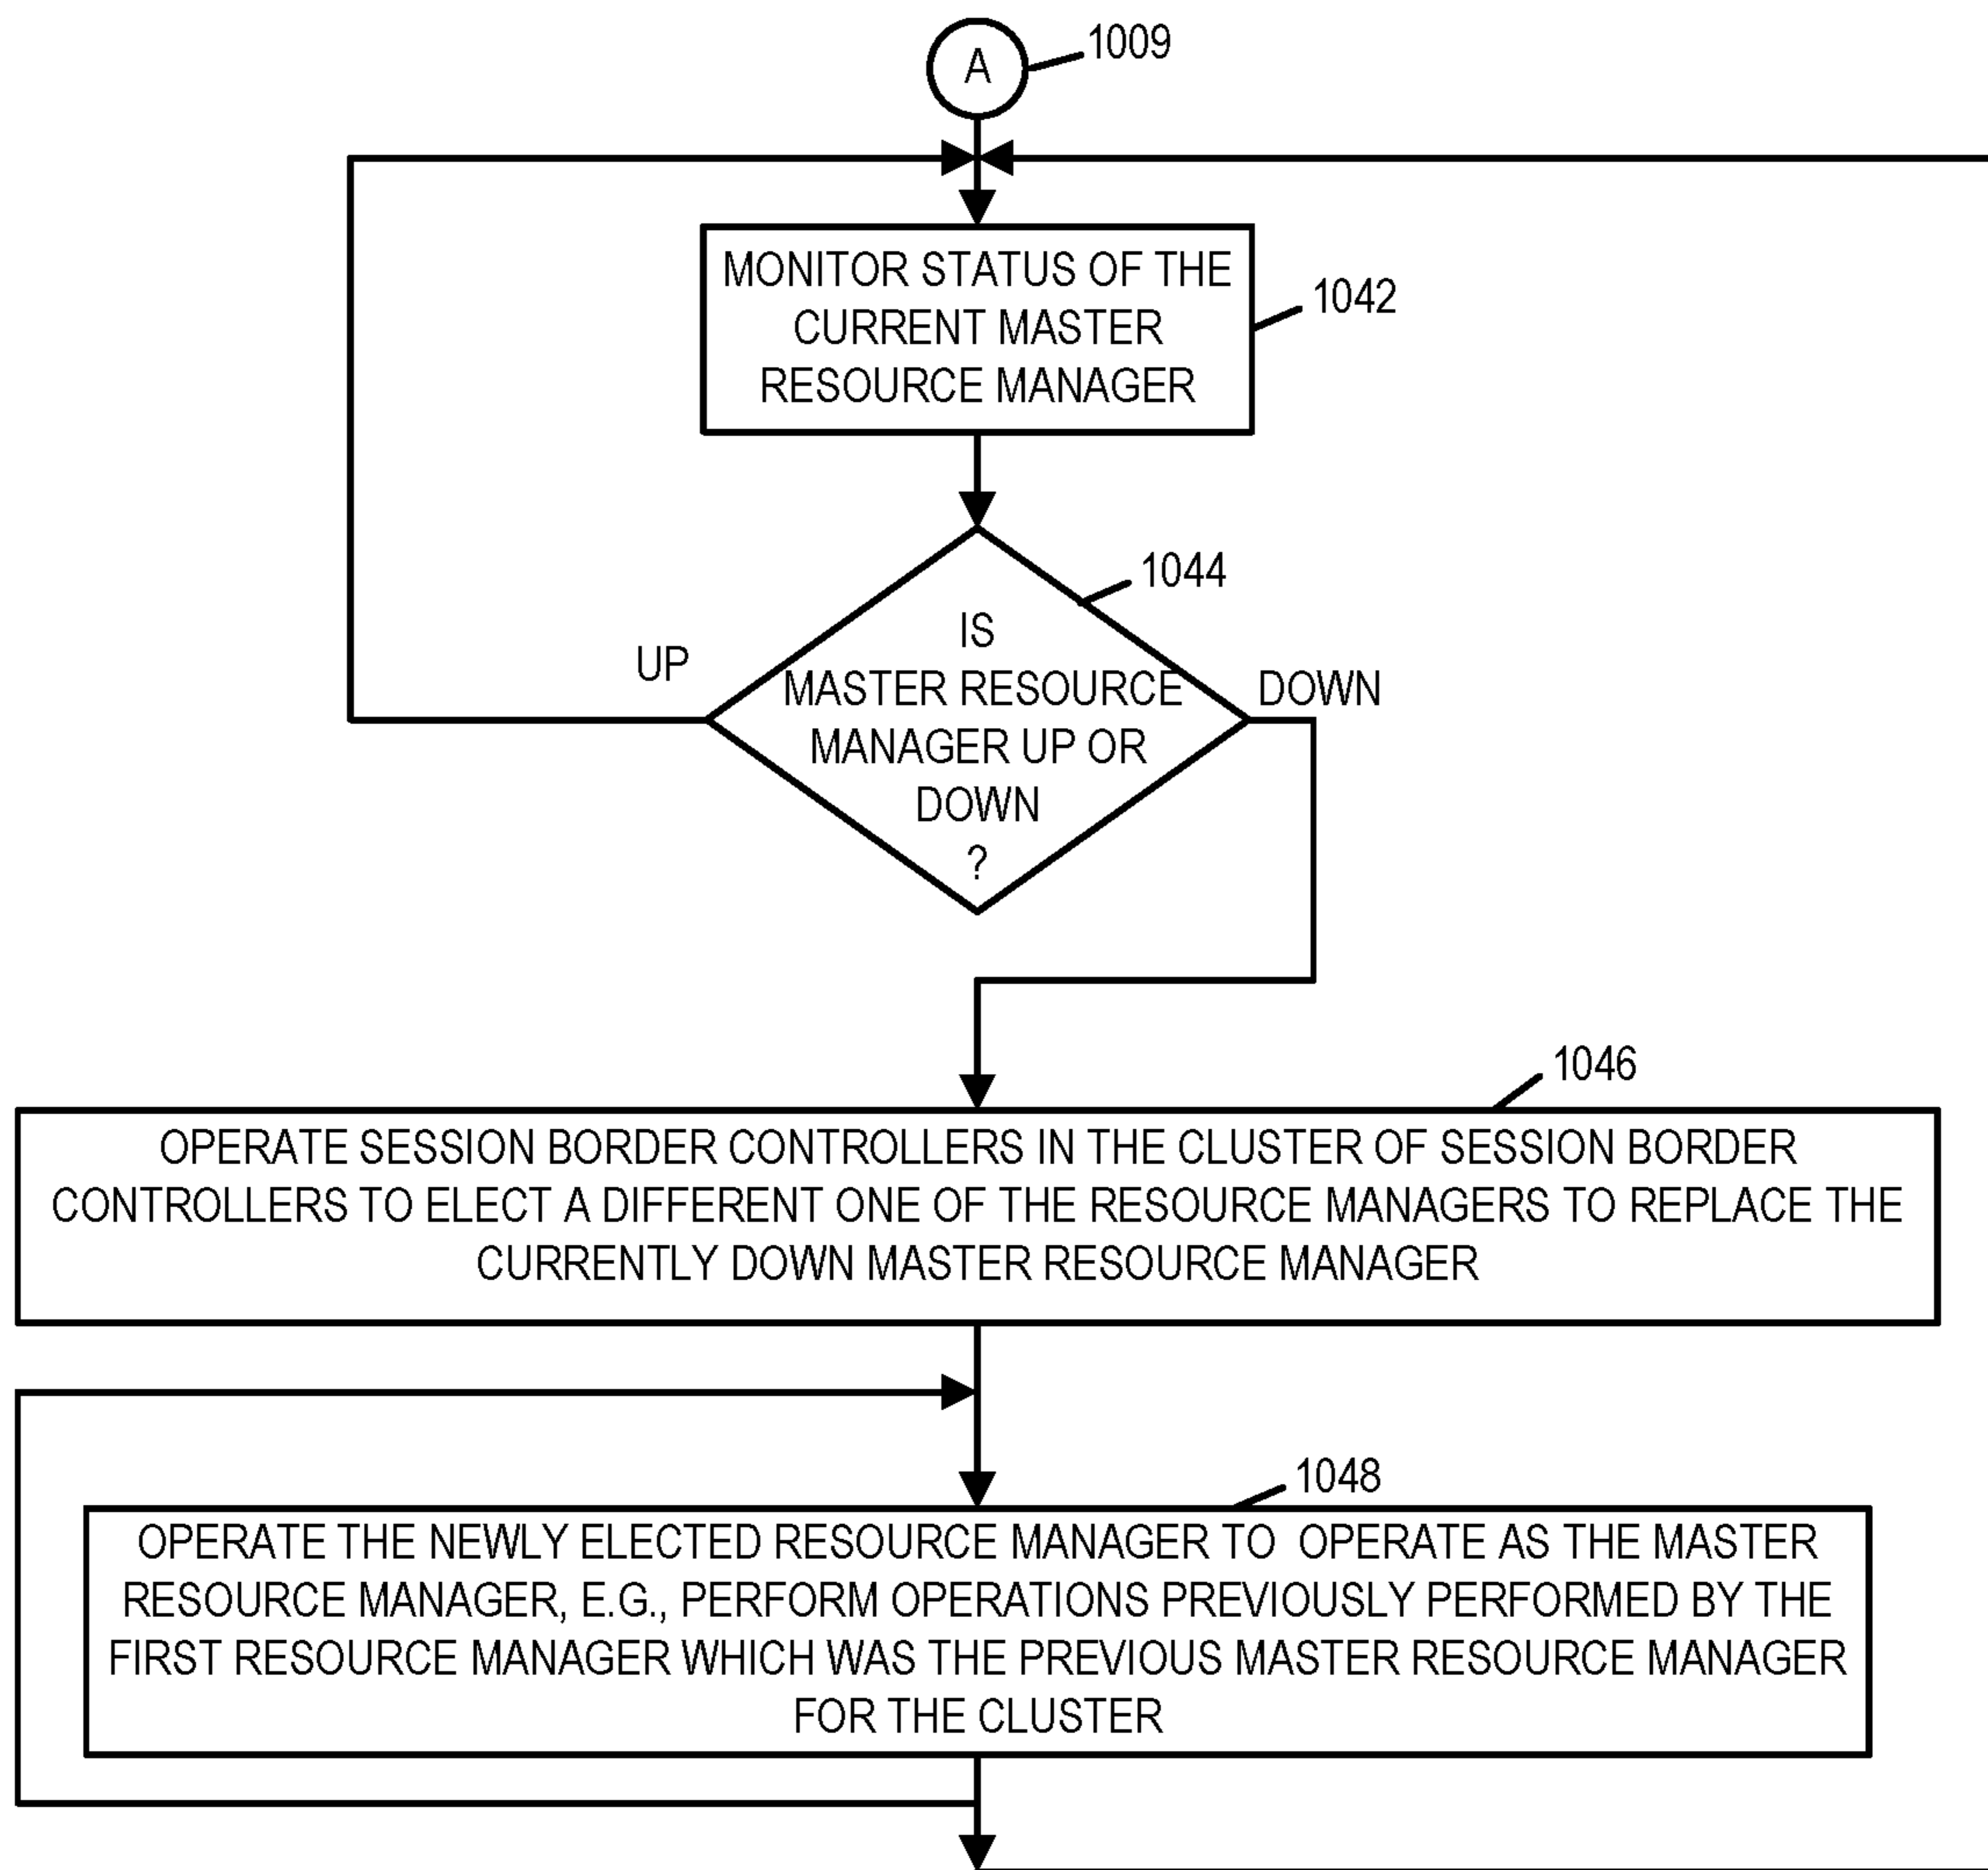 A
1009
MONITOR STATUS OF THE
CURRENT MASTER
RESOURCE MANAGER
1042
1044
IS
MASTER RESOURCE
MANAGER UP OR
DOWN
?
UP
DOWN
1046
OPERATE SESSION BORDER CONTROLLERS IN THE CLUSTER OF SESSION BORDER
CONTROLLERS TO ELECT A DIFFERENT ONE OF THE RESOURCE MANAGERS TO REPLACE THE
CURRENTLY DOWN MASTER RESOURCE MANAGER
1048
OPERATE THE NEWLY ELECTED RESOURCE MANAGER TO OPERATE AS THE MASTER
RESOURCE MANAGER, E.G., PERFORM OPERATIONS PREVIOUSLY PERFORMED BY THE
FIRST RESOURCE MANAGER WHICH WAS THE PREVIOUS MASTER RESOURCE MANAGER
FOR THE CLUSTER